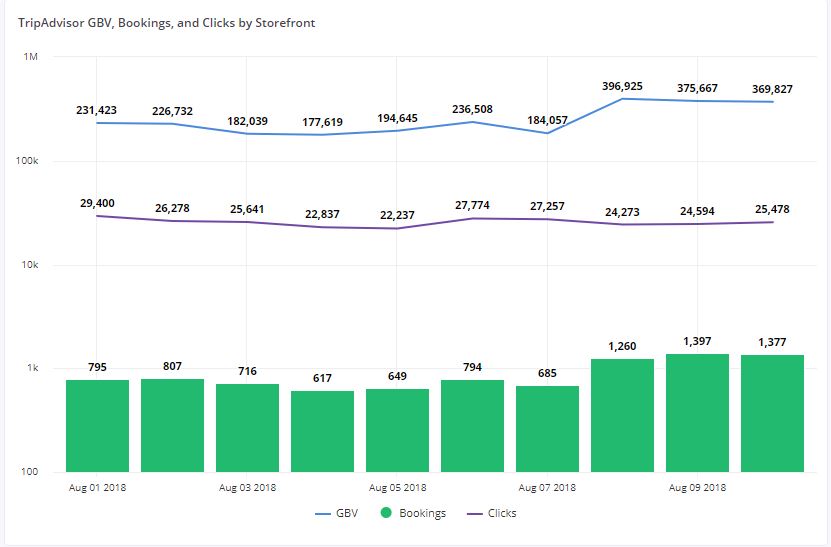 TripAdvisor GBV, Bookings, and Clicks by Storefront
1M
396,925 375,667 369,827
231,423 226,732 182,039 177,619 194,645 236,508 184,057
100k
29,400 26,278 25,641 22,837 22,237 27,774 27,257 24,273 24,594 25,478
10k
1,260 1,397 1,377
1k
795 807 716 617 649 794 685
100
Aug 01 2018 Aug 03 2018 Aug 05 2018 Aug 07 2018 Aug 09 2018
GBV Bookings Clicks